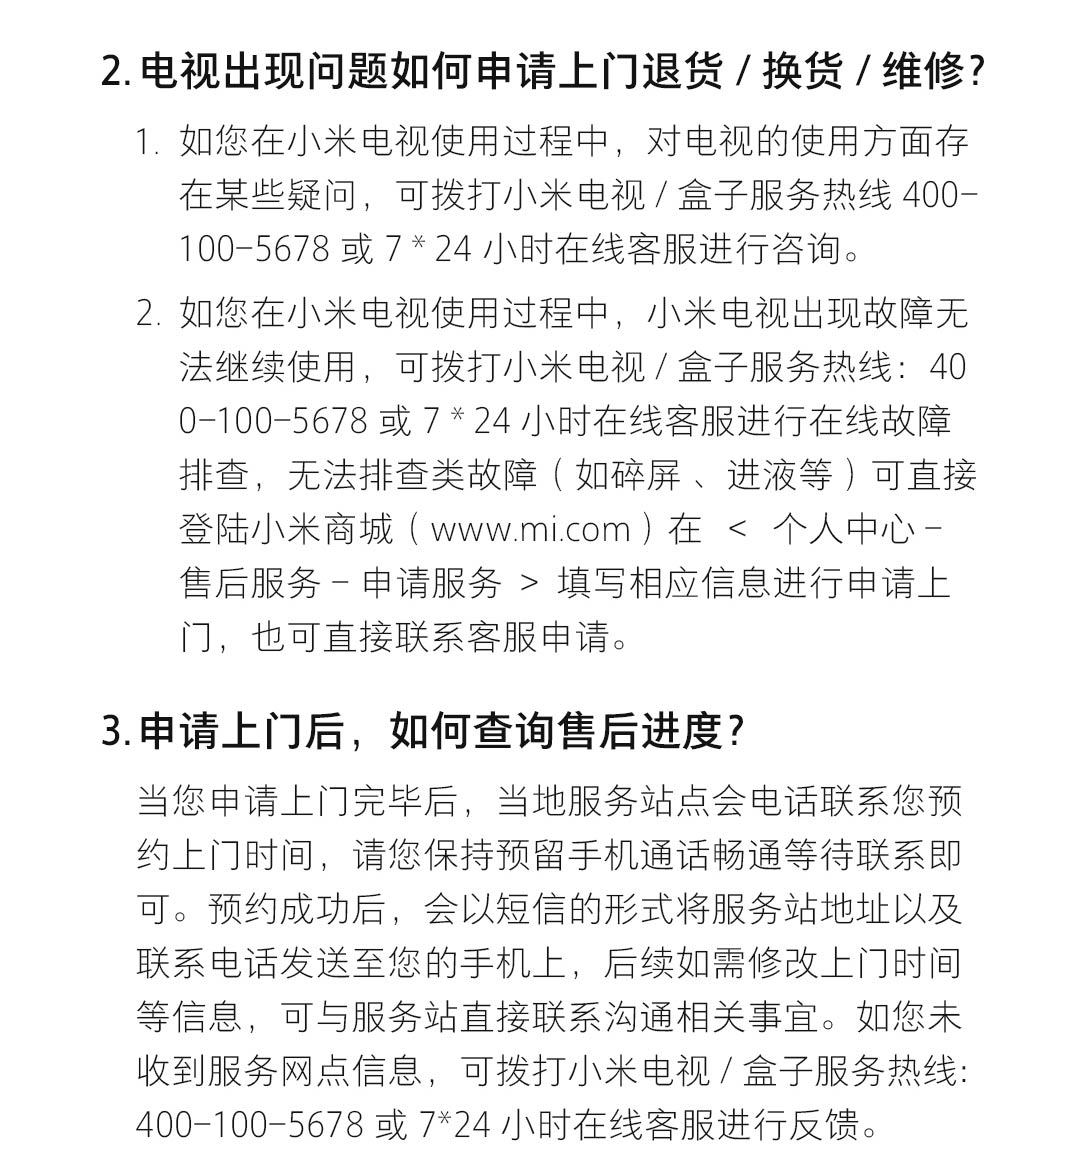 2.电视出现问题如何申请上门退货 / 换货 / 维修？
1. 如您在小米电视使用过程中，对电视的使用方面存
在某些疑问，可拨打小米电视 / 盒子服务热线 400-
100-5678 或 7 * 24 小时在线客服进行咨询。
2. 如您在小米电视使用过程中，小米电视出现故障无
法继续使用，可拨打小米电视 / 盒子服务热线：40
0-100-5678 或 7 * 24 小时在线客服进行在线故障
排查，无法排查类故障（如碎屏、进液等）可直接
登陆小米商城（www.mi.com）在 < 个人中心 -
售后服务 - 申请服务 > 填写相应信息进行申请上
门，也可直接联系客服申请。
3.申请上门后，如何查询售后进度？
当您申请上门完毕后，当地服务站点会电话联系您预
约上门时间，请您保持预留手机通话畅通等待联系即
可。预约成功后，会以短信的形式将服务站地址以及
联系电话发送至您的手机上，后续如需修改上门时间
等信息，可与服务站直接联系沟通相关事宜。如您未
收到服务网点信息，可拨打小米电视 / 盒子服务热线：
400-100-5678 或 7*24 小时在线客服进行反馈。